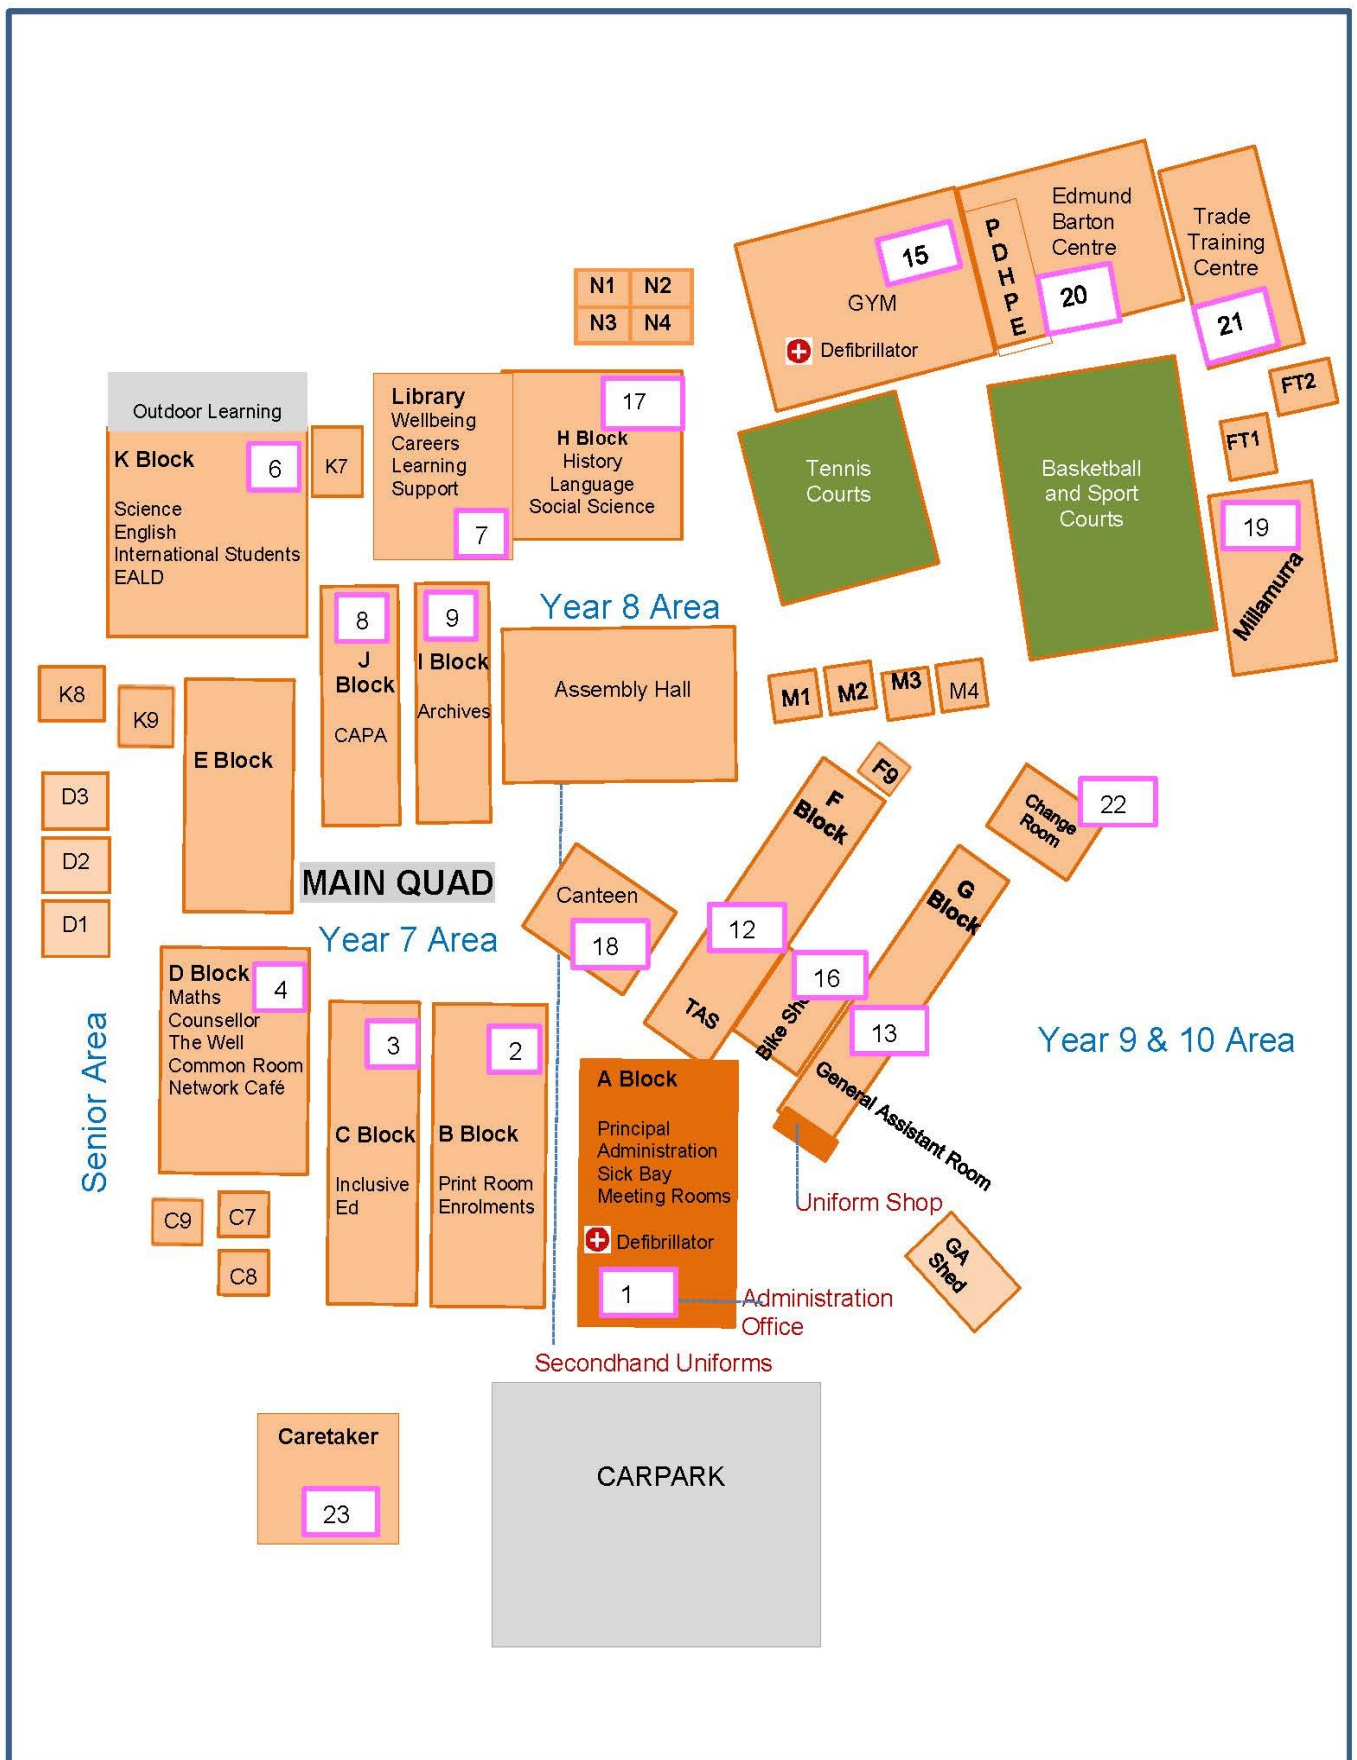 Edmund
Barton
Centre
Trade
Training
Centre
PDHPE
15
20
21
GYM
Defibrillator
N1 N2
N3 N4
FT2
FT1
Outdoor Learning
K Block
6
Science
English
International Students
EALD
K7
Library
Wellbeing
Careers
Learning
Support
7
17
H Block
History
Language
Social Science
Tennis
Courts
Basketball
and Sport
Courts
19
Millamurra
Year 8 Area
8
J
Block
CAPA
9
I Block
Archives
Assembly Hall
M1
M2
M3
M4
K8
K9
E Block
D3
D2
D1
F9
F
Block
12
TAS
Change
Room
22
G
Block
MAIN QUAD
Year 7 Area
Canteen
18
16
Bike Sho
13
General Assistant Room
Year 9 & 10 Area
Senior Area
D Block
4
Maths
Counsellor
The Well
Common Room
Network Café
3
C Block
Inclusive
Ed
2
B Block
Print Room
Enrolments
A Block
Principal
Administration
Sick Bay
Meeting Rooms
Defibrillator
1
Administration
Office
Uniform Shop
GA
Shed
C9
C7
C8
Secondhand Uniforms
Caretaker
23
CARPARK